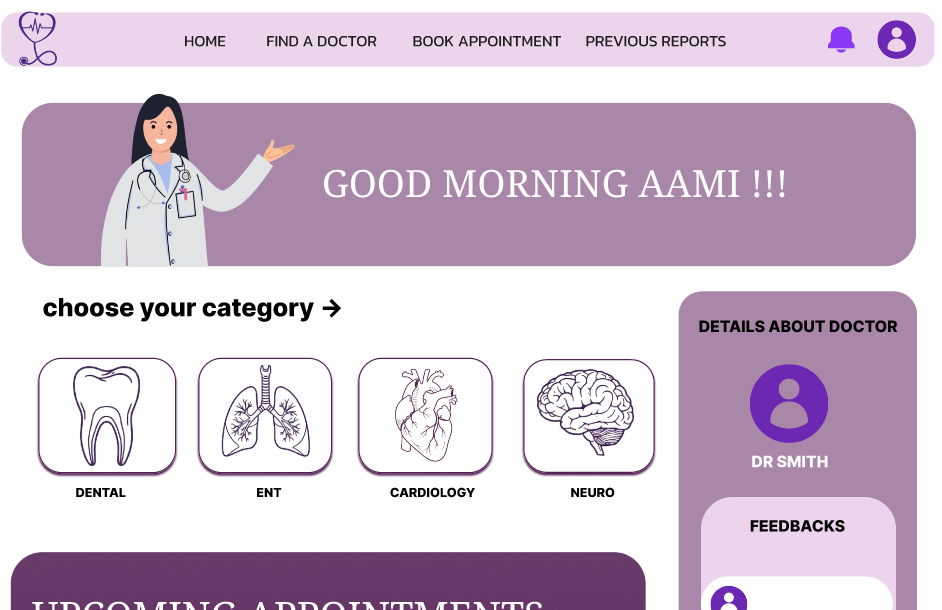 HOME FIND A DOCTOR BOOK APPOINTMENT PREVIOUS REPORTS
GOOD MORNING AAMI !!!
choose your category →
DENTAL ENT CARDIOLOGY NEURO
DETAILS ABOUT DOCTOR
DR SMITH
FEEDBACKS
UPCOMING APPOINTMENTS